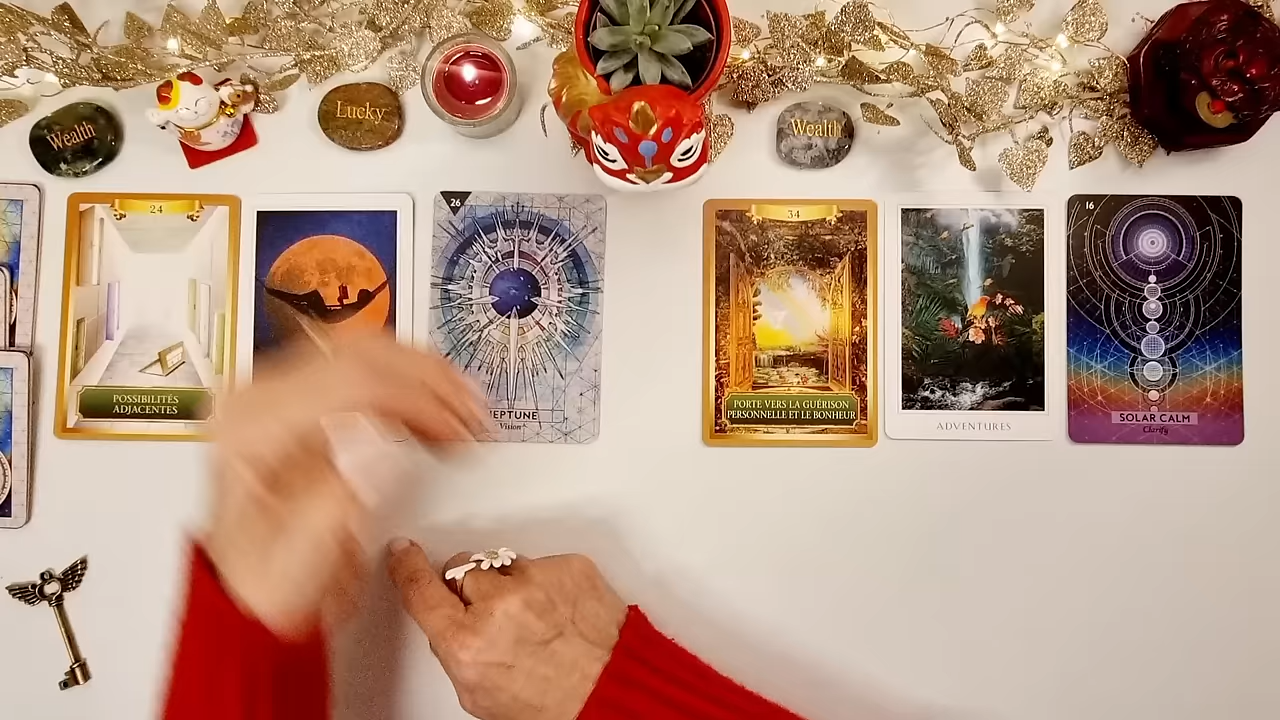 Wealth
Lucky
Wealth
24
POSSIBILITÉS
ADJACENTES
26
NEPTUNE
Vision
34
PORTE VERS LA GUÉRISON
PERSONNELLE ET LE BONHEUR
ADVENTURES
16
SOLAR CALM
Clarify